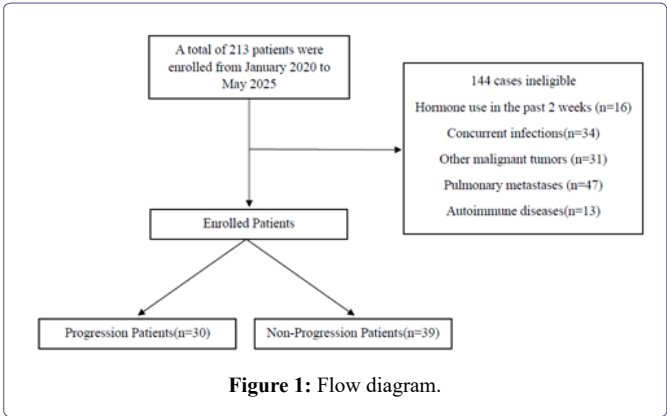 A total of 213 patients were
enrolled from January 2020 to
May 2025
144 cases ineligible
Hormone use in the past 2 weeks (n=16)
Concurrent infections(n=34)
Other malignant tumors (n=31)
Pulmonary metastases (n=47)
Autoimmune diseases(n=13)
Enrolled Patients
Progression Patients(n=30)
Non-Progression Patients(n=39)
Figure 1: Flow diagram.